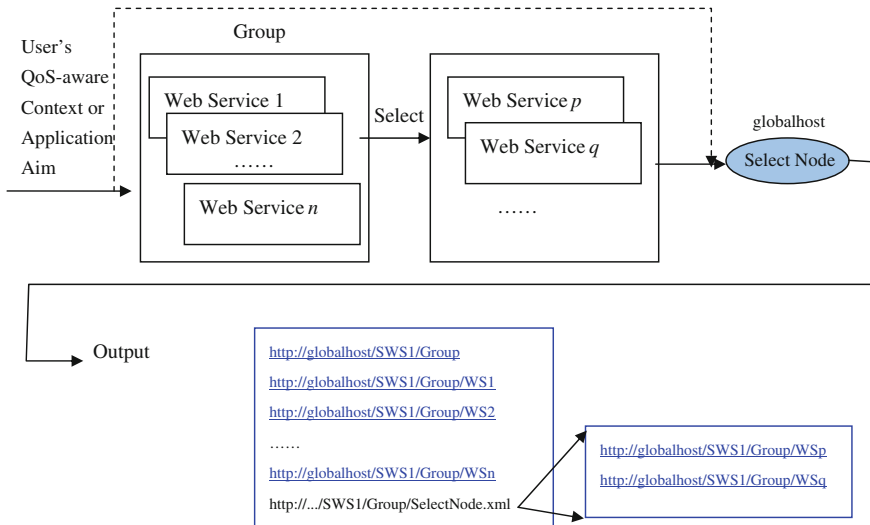 User's
QoS-aware
Context or
Application
Aim
Group
Web Service 1
Web Service 2
……
Web Service n
Select
Web Service p
Web Service q
……
globalhost
Select Node
Output
http://globalhost/SWS1/Group
http://globalhost/SWS1/Group/WS1
http://globalhost/SWS1/Group/WS2
……
http://globalhost/SWS1/Group/WSn
http://.../SWS1/Group/SelectNode.xml
http://globalhost/SWS1/Group/WSp
http://globalhost/SWS1/Group/WSq